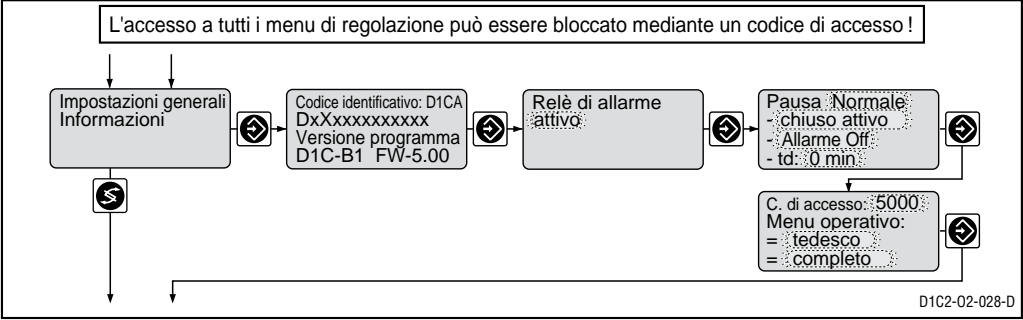 L'accesso a tutti i menu di regolazione può essere bloccato mediante un codice di accesso !
Impostazioni generali
Informazioni
Codice identificativo: D1CA
DxXxxxxxxxxx
Versione programma
D1C-B1 FW-5.00
Relè di allarme
attivo
Pausa Normale
- chiuso attivo
- Allarme Off
- td: 0 min
C. di accesso: 5000
Menu operativo:
= tedesco
= completo
D1C2-O2-028-D